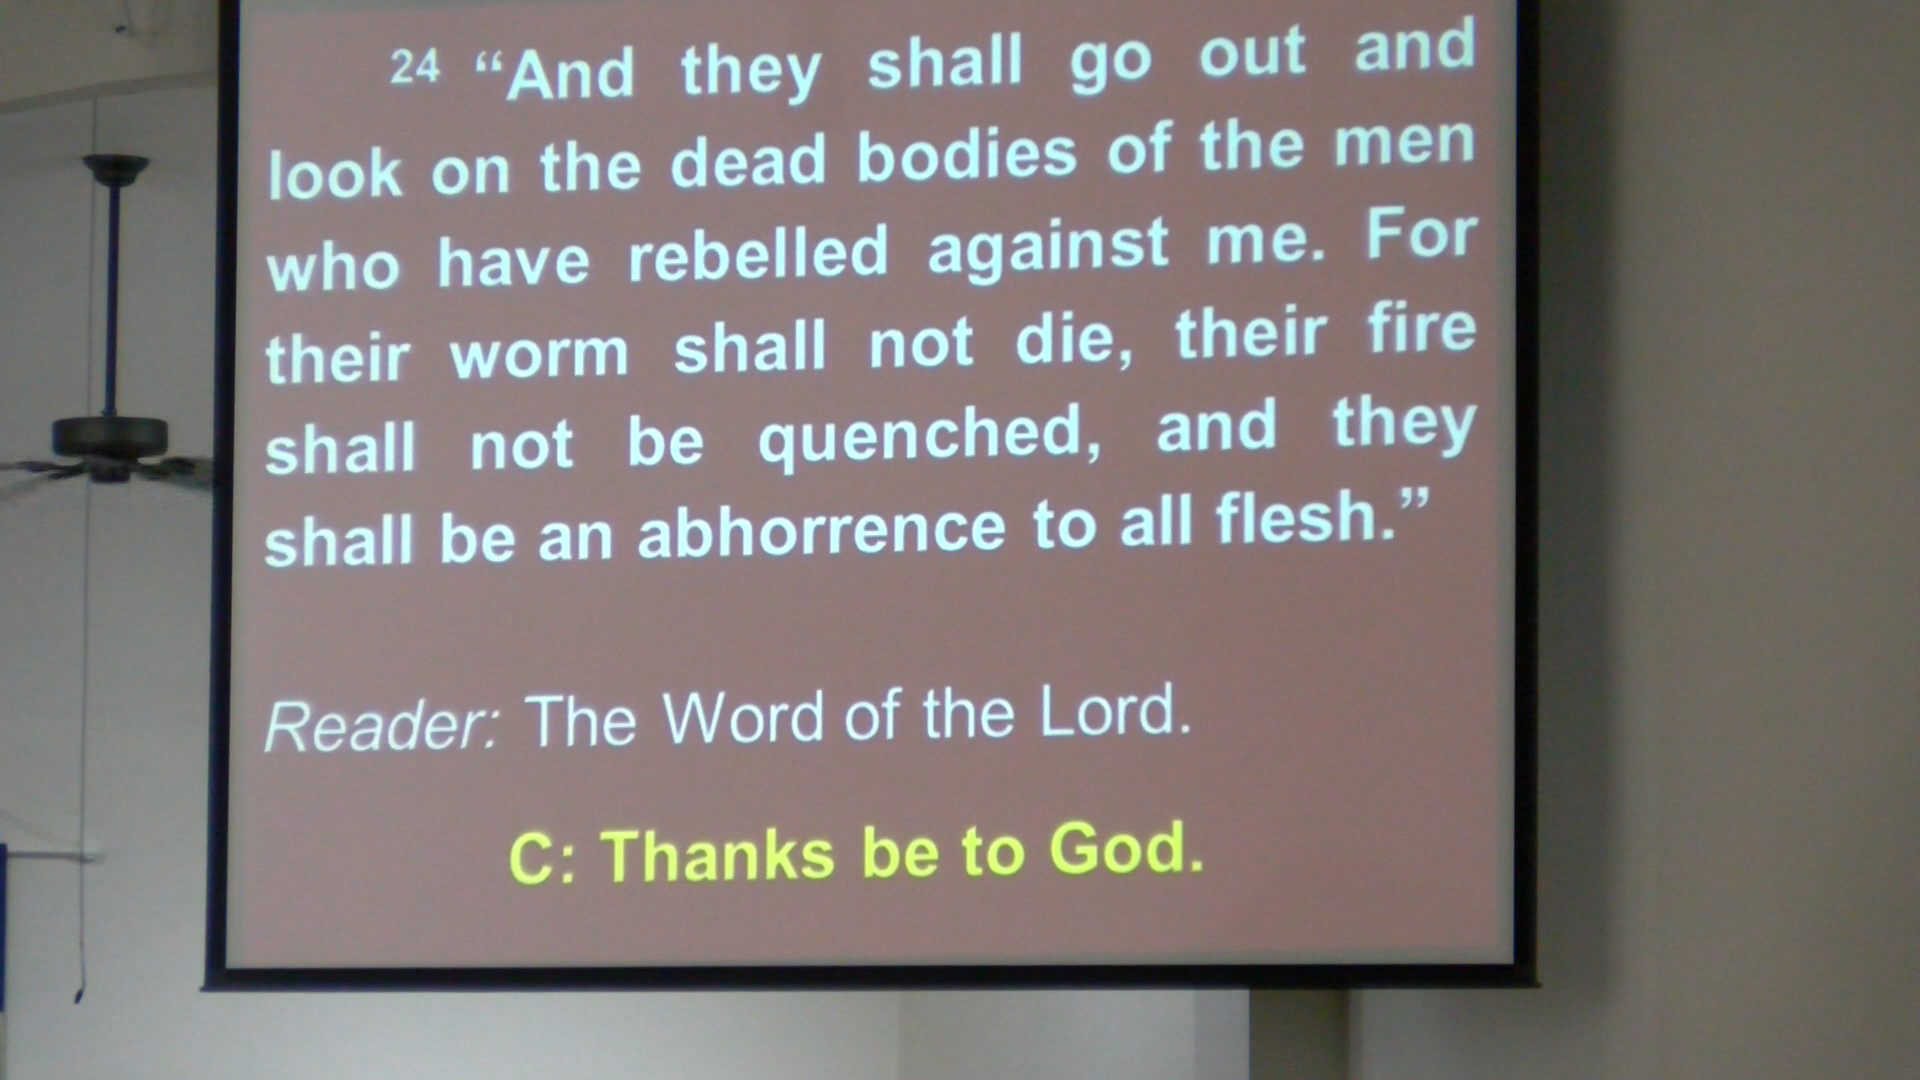 24 “And they shall go out and
look on the dead bodies of the men
who have rebelled against me. For
their worm shall not die, their fire
shall not be quenched, and they
shall be an abhorrence to all flesh.”
Reader: The Word of the Lord.
C: Thanks be to God.